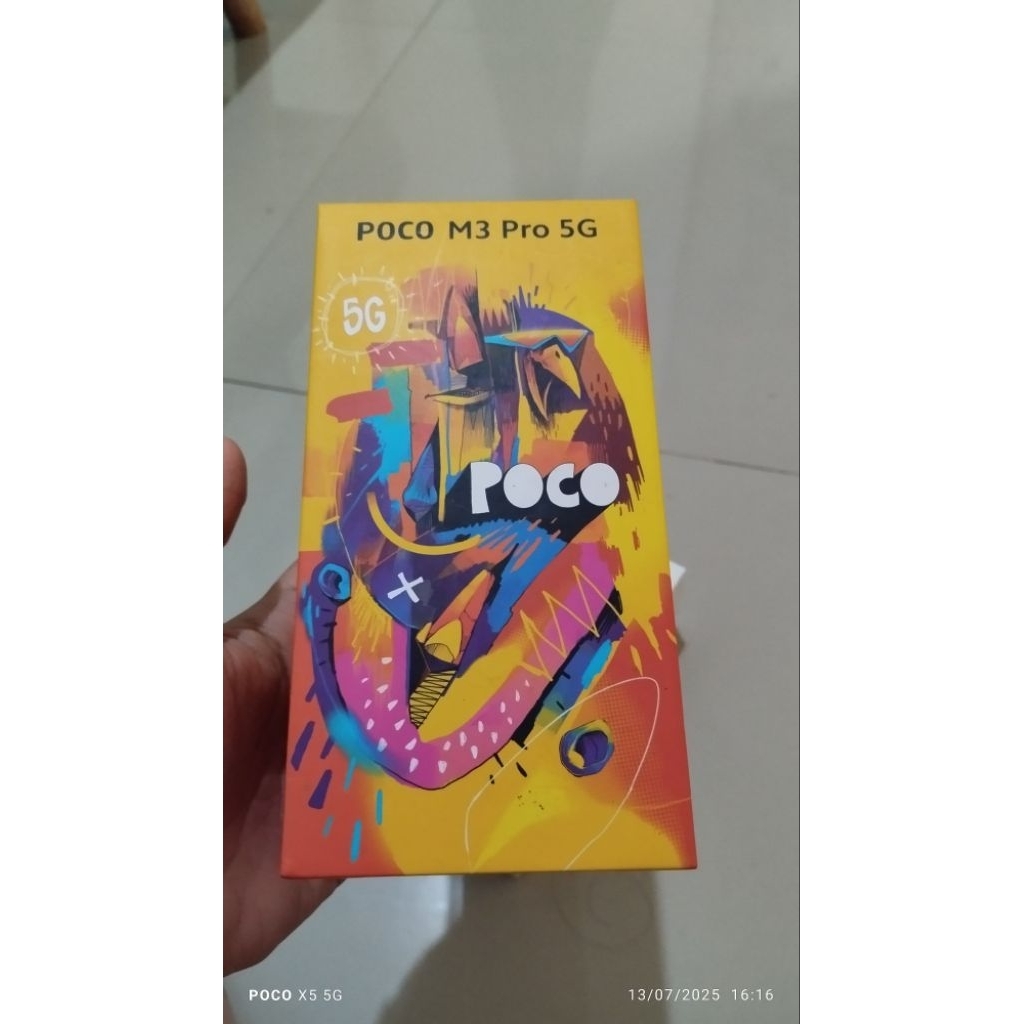 POCO M3 Pro 5G
5G
POCO
POCO X5 5G
13/07/2025 16:16